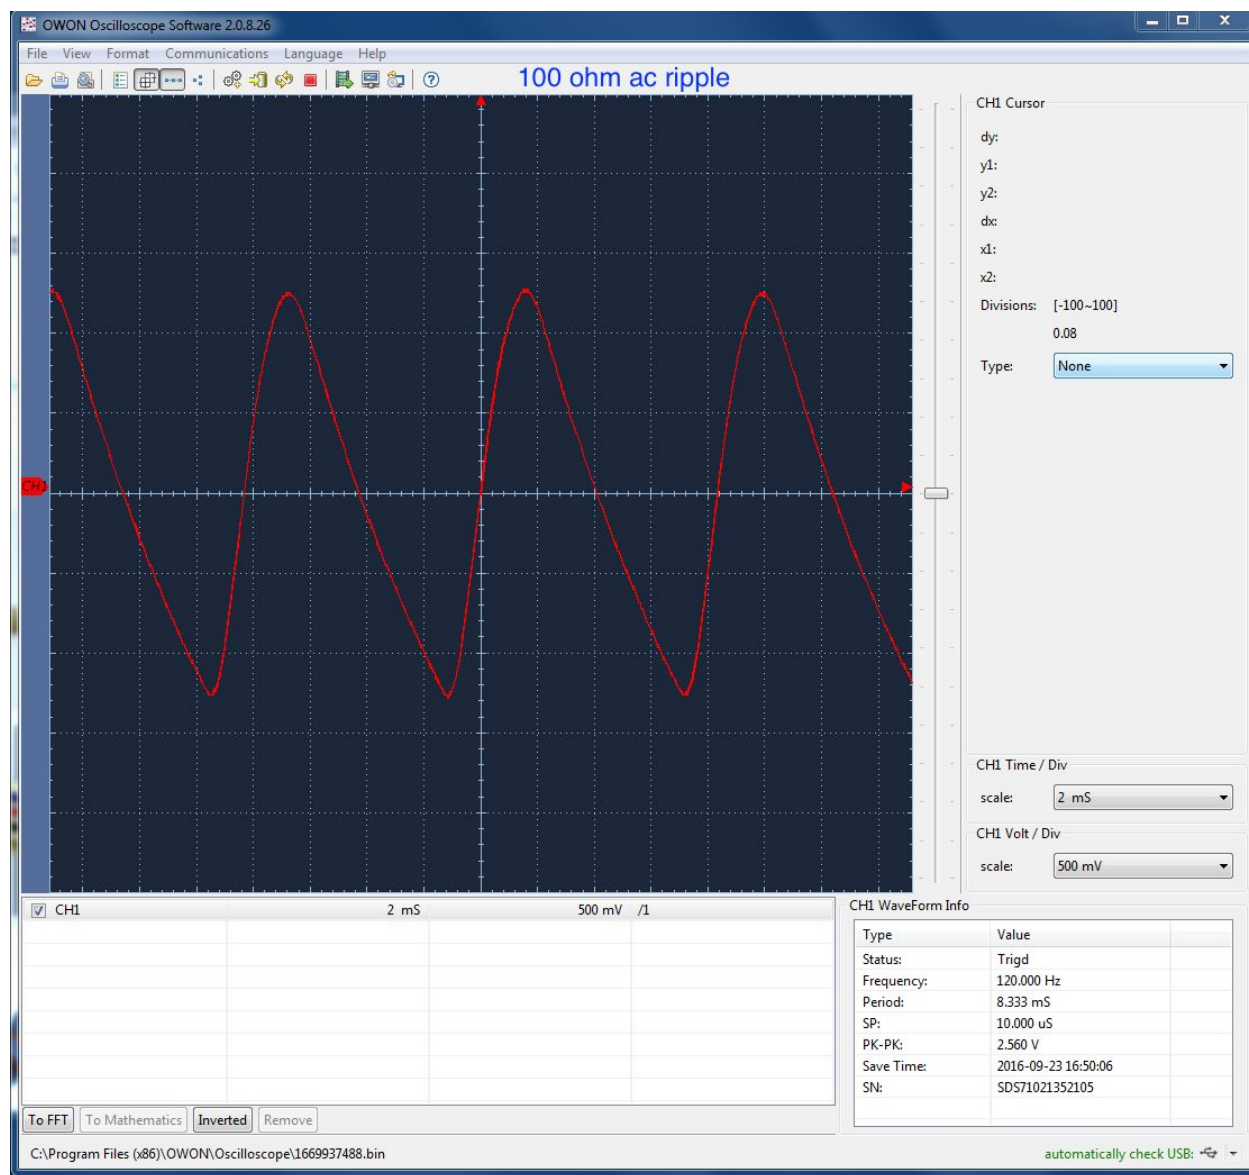 OWON Oscilloscope Software 2.0.8.26
File View Format Communications Language Help
100 ohm ac ripple
CH1 Cursor
dy:
y1:
y2:
dx:
x1:
x2:
Divisions: [-100~100]
0.08
Type: None
CH1
CH1 Time / Div
scale: 2 mS
CH1 Volt / Div
scale: 500 mV
CH1 2 mS 500 mV /1
CH1 WaveForm Info
Type Value
Status: Trigd
Frequency: 120.000 Hz
Period: 8.333 mS
SP: 10.000 uS
PK-PK: 2.560 V
Save Time: 2016-09-23 16:50:06
SN: SDS71021352105
To FFT To Mathematics Inverted Remove
C:\Program Files (x86)\OWON\Oscilloscope\1669937488.bin automatically check USB: